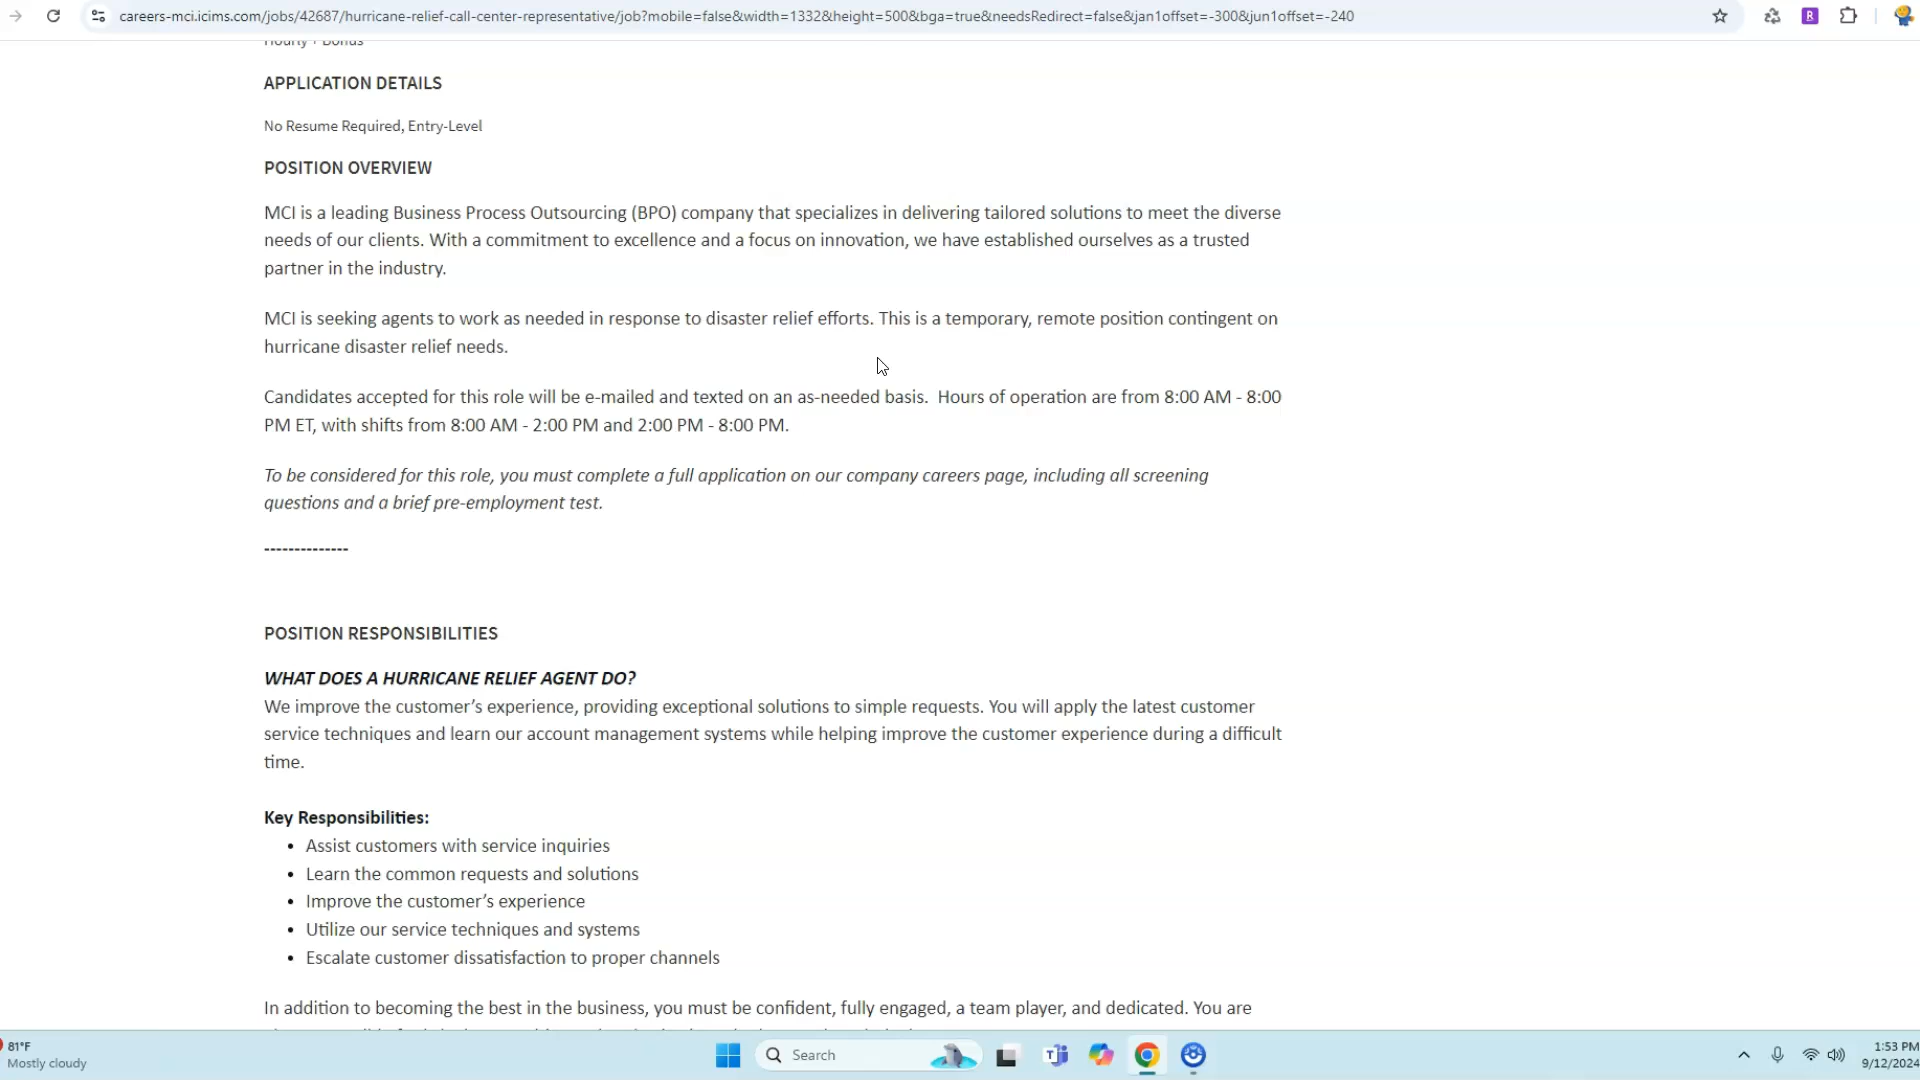 careers-mci.icims.com/jobs/42687/hurricane-relief-call-center-representative/job?mobile=false&width=1332&height=500&bga=true&needsRedirect=false&jan1offset=-300&jun1offset=-240
R
Hourly + Bonus
APPLICATION DETAILS
No Resume Required, Entry-Level
POSITION OVERVIEW
MCI is a leading Business Process Outsourcing (BPO) company that specializes in delivering tailored solutions to meet the diverse
needs of our clients. With a commitment to excellence and a focus on innovation, we have established ourselves as a trusted
partner in the industry.
MCI is seeking agents to work as needed in response to disaster relief efforts. This is a temporary, remote position contingent on
hurricane disaster relief needs.
Candidates accepted for this role will be e-mailed and texted on an as-needed basis.  Hours of operation are from 8:00 AM - 8:00
PM ET, with shifts from 8:00 AM - 2:00 PM and 2:00 PM - 8:00 PM.
To be considered for this role, you must complete a full application on our company careers page, including all screening
questions and a brief pre-employment test.
--------------
POSITION RESPONSIBILITIES
WHAT DOES A HURRICANE RELIEF AGENT DO?
We improve the customer’s experience, providing exceptional solutions to simple requests. You will apply the latest customer
service techniques and learn our account management systems while helping improve the customer experience during a difficult
time.
Key Responsibilities:
• Assist customers with service inquiries
• Learn the common requests and solutions
• Improve the customer’s experience
• Utilize our service techniques and systems
• Escalate customer dissatisfaction to proper channels
In addition to becoming the best in the business, you must be confident, fully engaged, a team player, and dedicated. You are
81°F
Mostly cloudy
Search
1:53 PM
9/12/2024